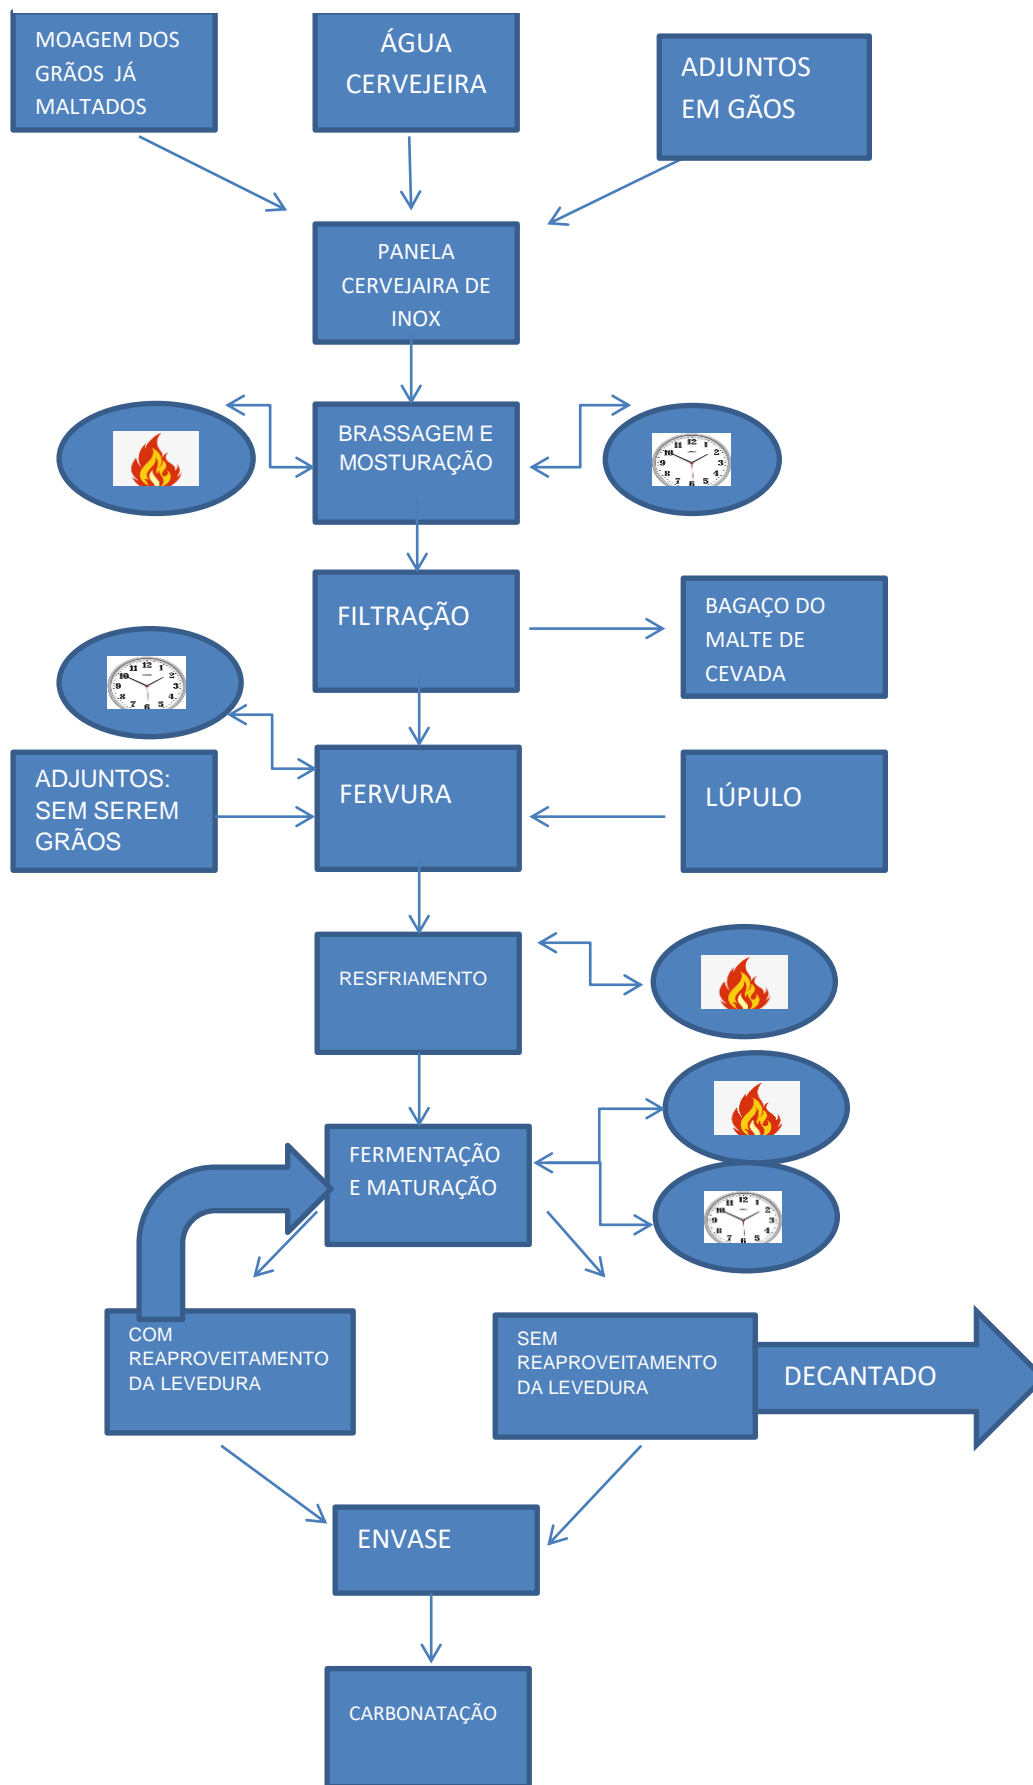 MOAGEM DOS
GRÃOS JÁ
MALTADOS
ÁGUA
CERVEJEIRA
ADJUNTOS
EM GÃOS
PANELA
CERVEJAIRA DE
INOX
BRASSAGEM E
MOSTURAÇÃO
FILTRAÇÃO
BAGAÇO DO
MALTE DE
CEVADA
ADJUNTOS:
SEM SEREM
GRÃOS
FERVURA
LÚPULO
RESFRIAMENTO
FERMENTAÇÃO
E MATURAÇÃO
COM
REAPROVEITAMENTO
DA LEVEDURA
SEM
REAPROVEITAMENTO
DA LEVEDURA
DECANTADO
ENVASE
CARBONATAÇÃO